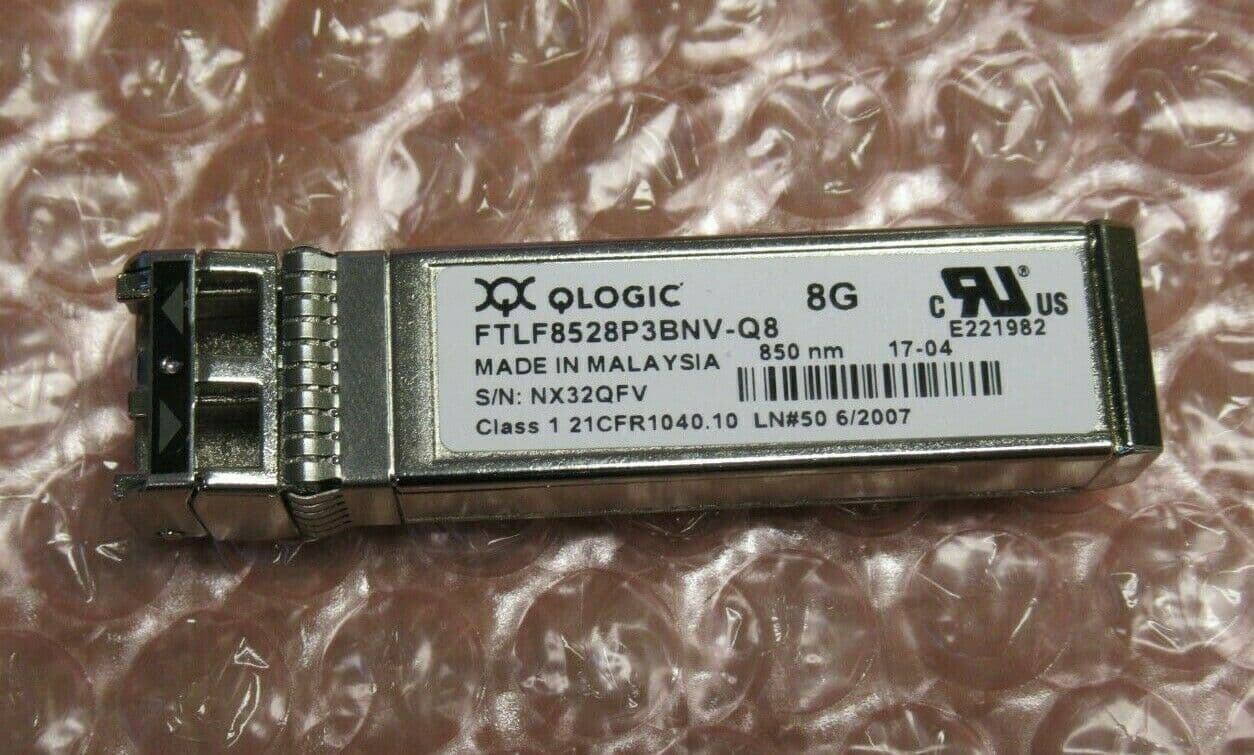 QLOGIC 8G
C RU ® US
FTLF8528P3BNV-Q8 E221982
MADE IN MALAYSIA 850 nm 17-04
S/N: NX32QFV
Class 1 21CFR1040.10 LN#50 6/2007